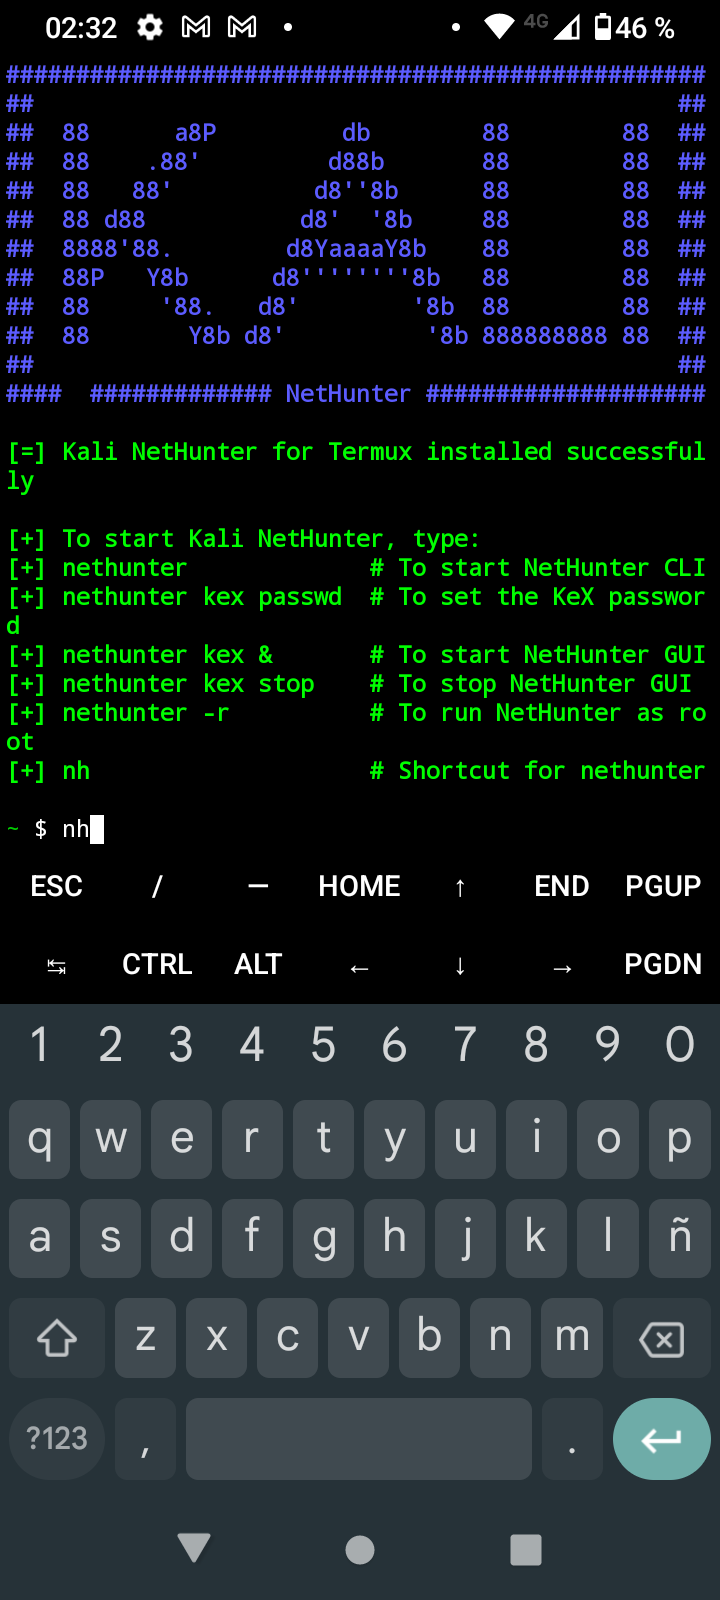 02:32 4G 46 %
################################################## 
##                                              ##
##  88      a8P         db        88        88  ##
##  88    .88'         d88b       88        88  ##
##  88   88'          d8''8b      88        88  ##
##  88 d88           d8'  '8b     88        88  ##
##  8888'88.        d8YaaaaY8b    88        88  ##
##  88P   Y8b      d8''''''''8b   88        88  ##
##  88     '88.   d8'        '8b  88        88  ##
##  88       Y8b d8'          '8b 888888888 88  ##
##                                              ##
####  ############# NetHunter ####################
[=] Kali NetHunter for Termux installed successful
ly
[+] To start Kali NetHunter, type:
[+] nethunter             # To start NetHunter CLI
[+] nethunter kex passwd  # To set the KeX passwor
d
[+] nethunter kex &       # To start NetHunter GUI
[+] nethunter kex stop    # To stop NetHunter GUI
[+] nethunter -r          # To run NetHunter as ro
ot
[+] nh                    # Shortcut for nethunter
~ $ nh
ESC / — HOME ↑ END PGUP
↹ CTRL ALT ← ↓ → PGDN
1 2 3 4 5 6 7 8 9 0
q w e r t y u i o p
a s d f g h j k l ñ
z x c v b n m
?123 , .